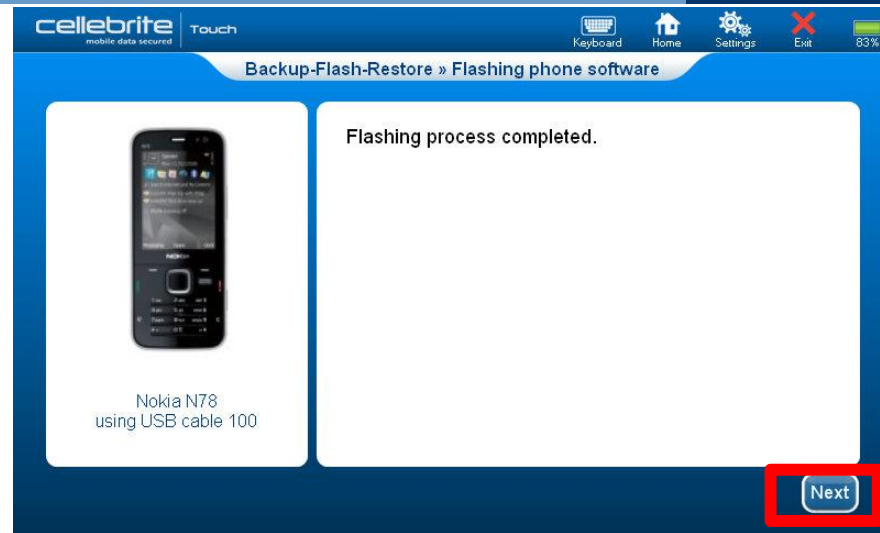 cellebrite
mobile data secured
Touch
Keyboard
Home
Settings
Exit
83%
Backup-Flash-Restore » Flashing phone software
Flashing process completed.
NOKIA
Nokia N78
using USB cable 100
Next